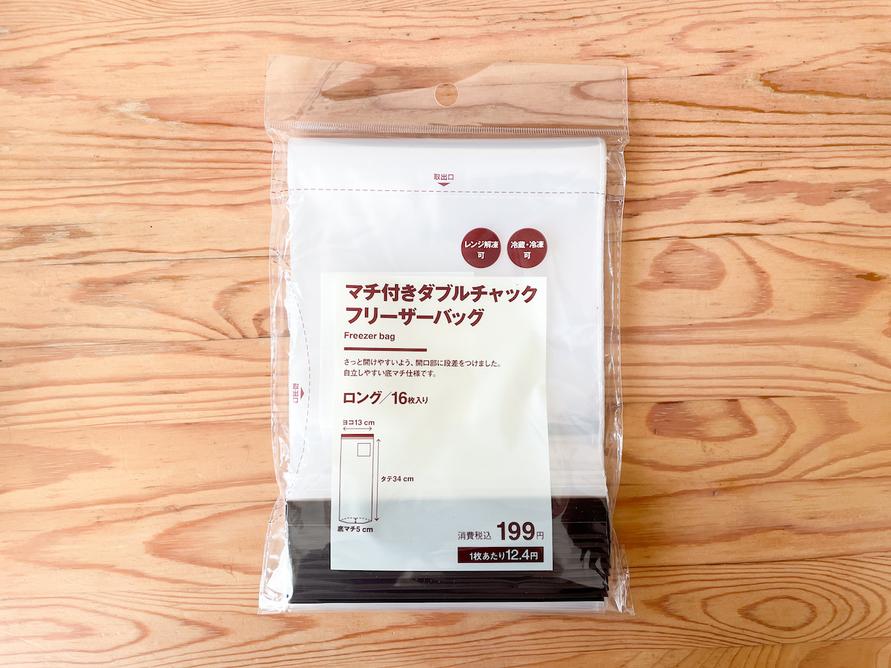 取出口
レンジ解凍
可
冷蔵・冷凍
可
マチ付きダブルチャック
フリーザーバッグ
Freezer bag
さっと開けやすいよう、開口部に段差をつけました。
自立しやすい底マチ仕様です。
取出口
ロング/16枚入り
ヨコ13 cm
タテ34 cm
底マチ5 cm
消費税込 199円
1枚あたり12.4円